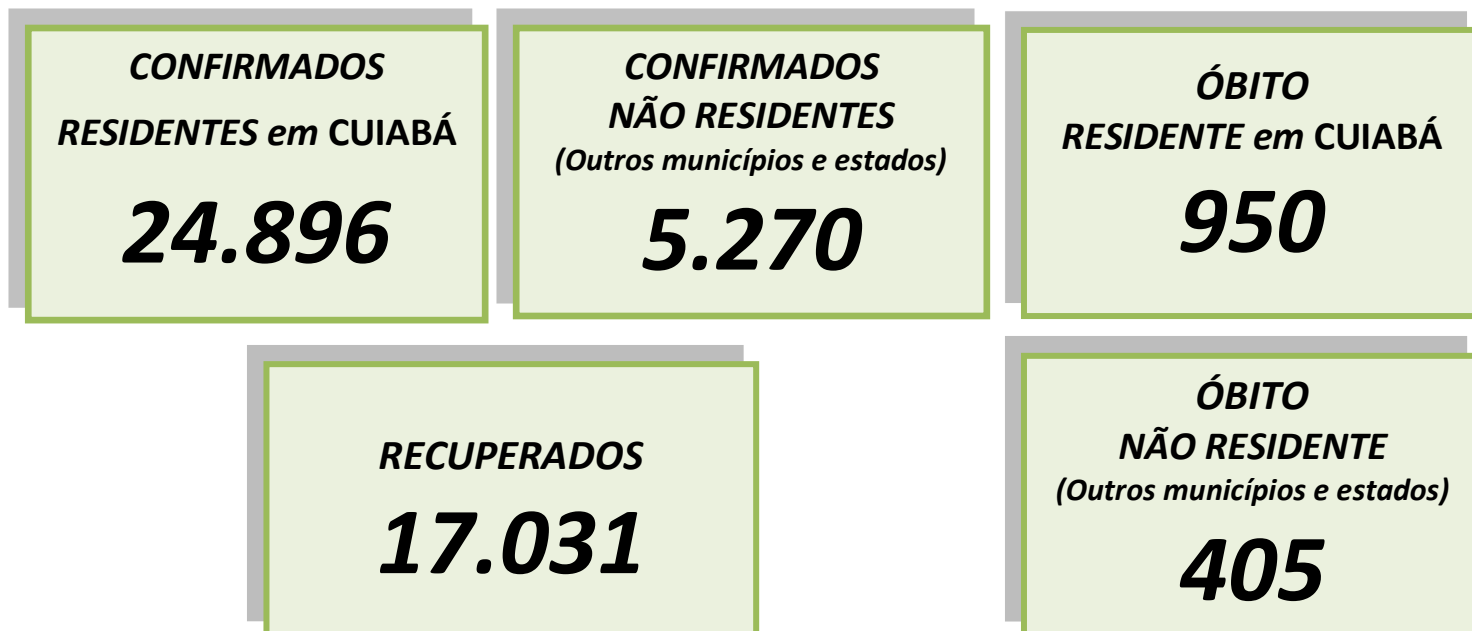 CONFIRMADOS
RESIDENTES em CUIABÁ
24.896
CONFIRMADOS
NÃO RESIDENTES
(Outros municípios e estados)
5.270
ÓBITO
RESIDENTE em CUIABÁ
950
RECUPERADOS
17.031
ÓBITO
NÃO RESIDENTE
(Outros municípios e estados)
405